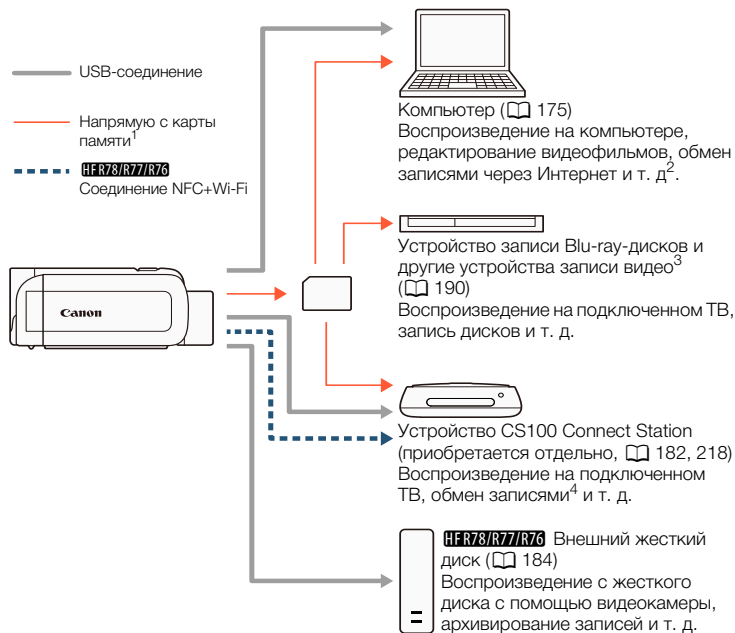 USB-соединение
Напрямую с карты
памяти1
HF R78/R77/R76
Соединение NFC+Wi-Fi
Canon
Компьютер (175)
Воспроизведение на компьютере,
редактирование видеофильмов, обмен
записями через Интернет и т. д2.
Устройство записи Blu-ray-дисков и
другие устройства записи видео3
(190)
Воспроизведение на подключенном ТВ,
запись дисков и т. д.
Устройство CS100 Connect Station
(приобретается отдельно, 182, 218)
Воспроизведение на подключенном
ТВ, обмен записями4 и т. д.
HF R78/R77/R76 Внешний жесткий
диск (184)
Воспроизведение с жесткого
диска с помощью видеокамеры,
архивирование записей и т. д.